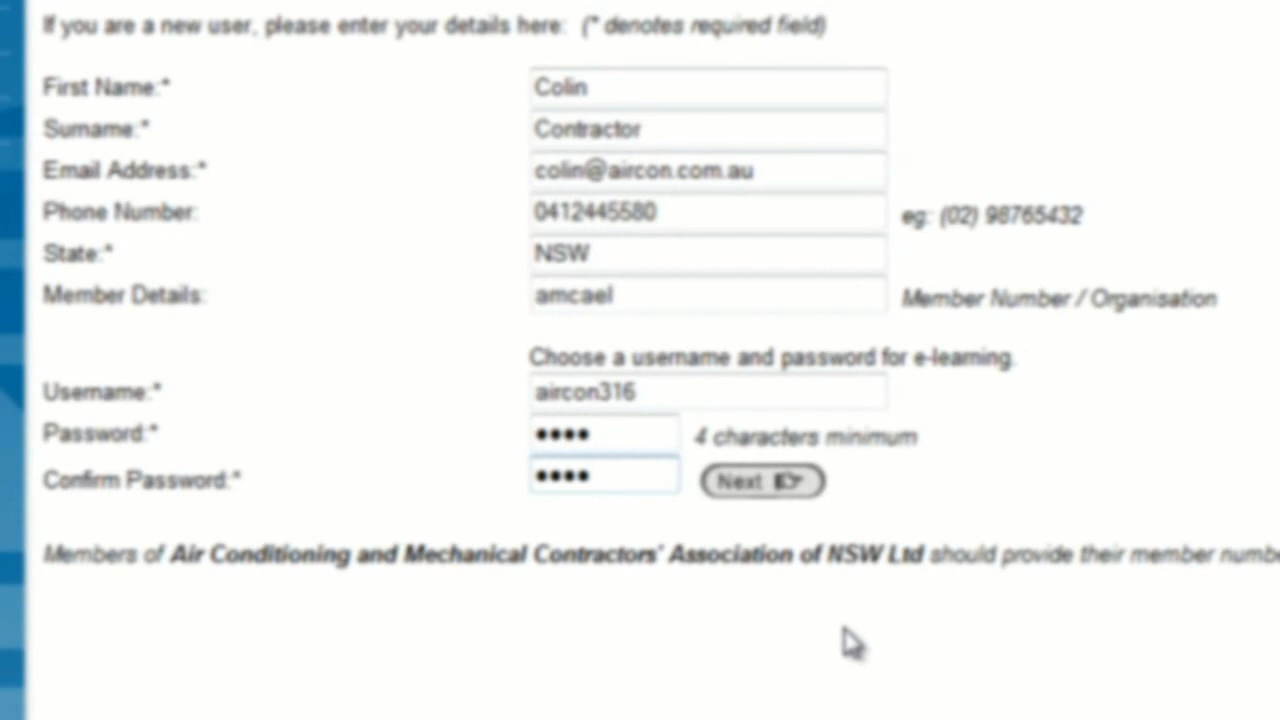 If you are a new user, please enter your details here: (* denotes required field)
First Name:* Colin
Surname:* Contractor
Email Address:* colin@aircon.com.au
Phone Number: 0412445580 eg: (02) 98765432
State:* NSW
Member Details: amcael Member Number / Organisation
Choose a username and password for e-learning.
Username:* aircon316
Password:* •••• 4 characters minimum
Confirm Password:* •••• Next
Members of Air Conditioning and Mechanical Contractors' Association of NSW Ltd should provide their member numbe